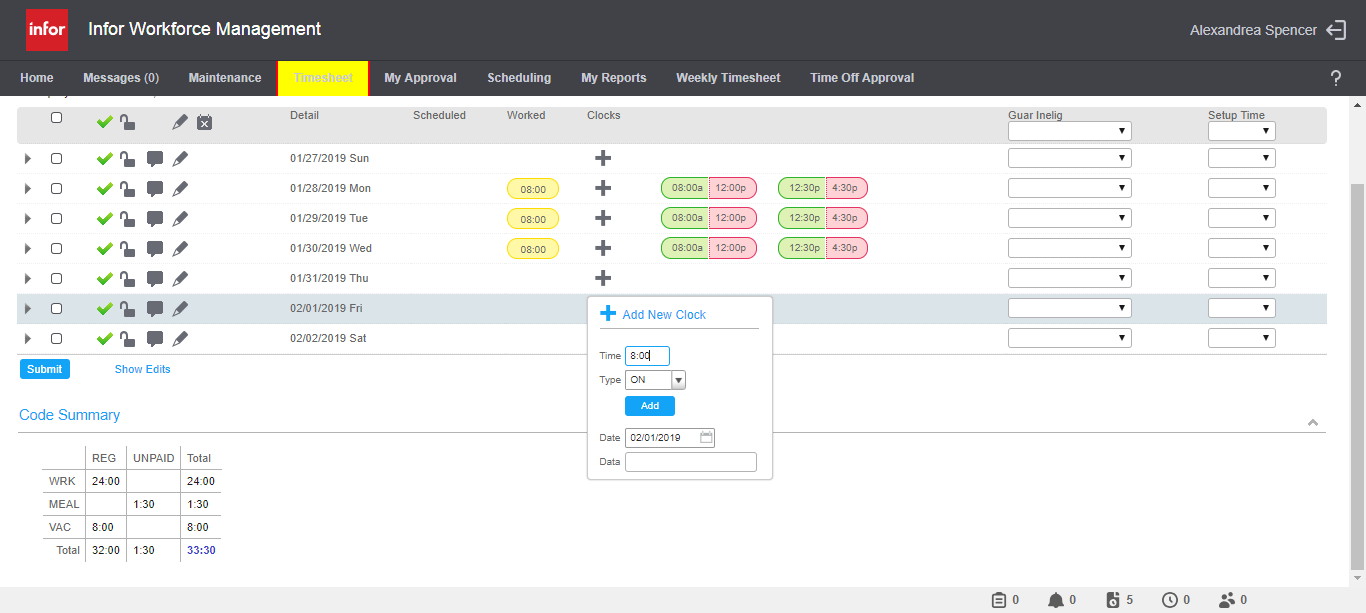 infor Infor Workforce Management Alexandrea Spencer
Home Messages (0) Maintenance Timesheet My Approval Scheduling My Reports Weekly Timesheet Time Off Approval ?
Detail Scheduled Worked Clocks Guar Inelig Setup Time
01/27/2019 Sun
01/28/2019 Mon 08:00 08:00a 12:00p 12:30p 4:30p
01/29/2019 Tue 08:00 08:00a 12:00p 12:30p 4:30p
01/30/2019 Wed 08:00 08:00a 12:00p 12:30p 4:30p
01/31/2019 Thu
02/01/2019 Fri
02/02/2019 Sat
Add New Clock
Time 8:00
Type ON
Add
Date 02/01/2019
Data
Submit Show Edits
Code Summary
REG UNPAID Total
WRK 24:00 24:00
MEAL 1:30 1:30
VAC 8:00 8:00
Total 32:00 1:30 33:30
0 0 5 0 0